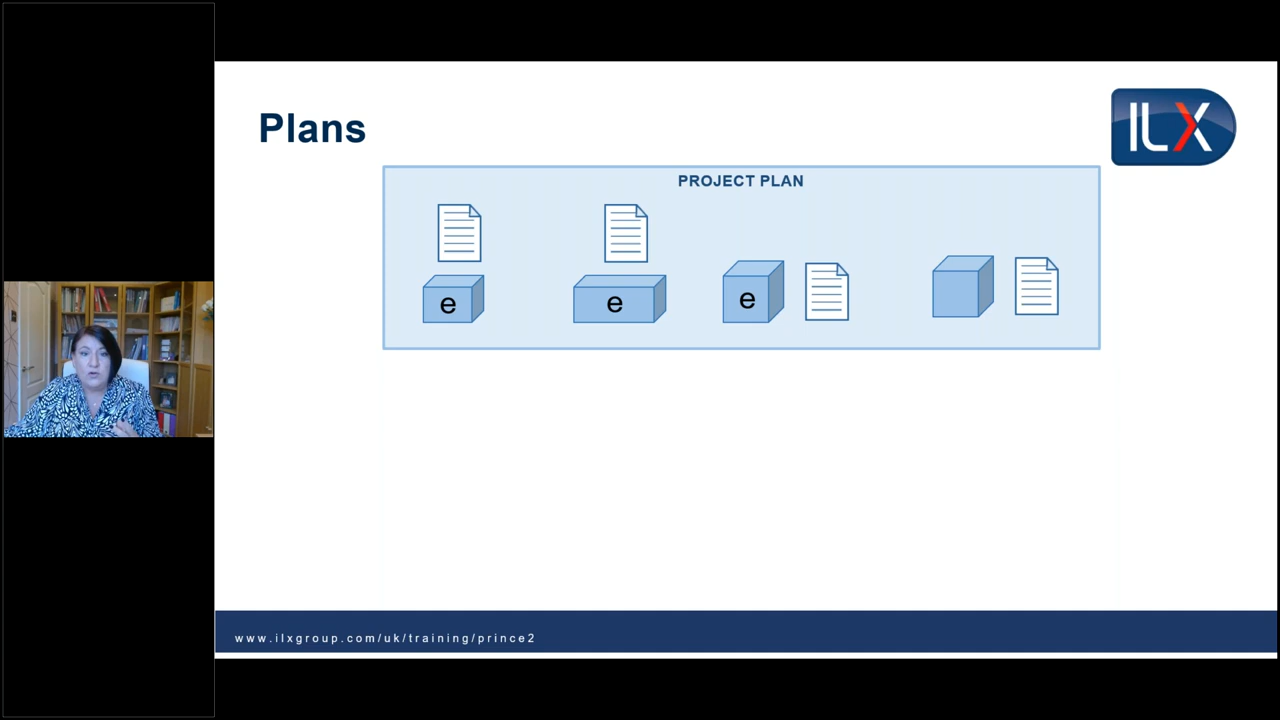 Plans
ILX
PROJECT PLAN
e
e
e
www.ilxgroup.com/uk/training/prince2